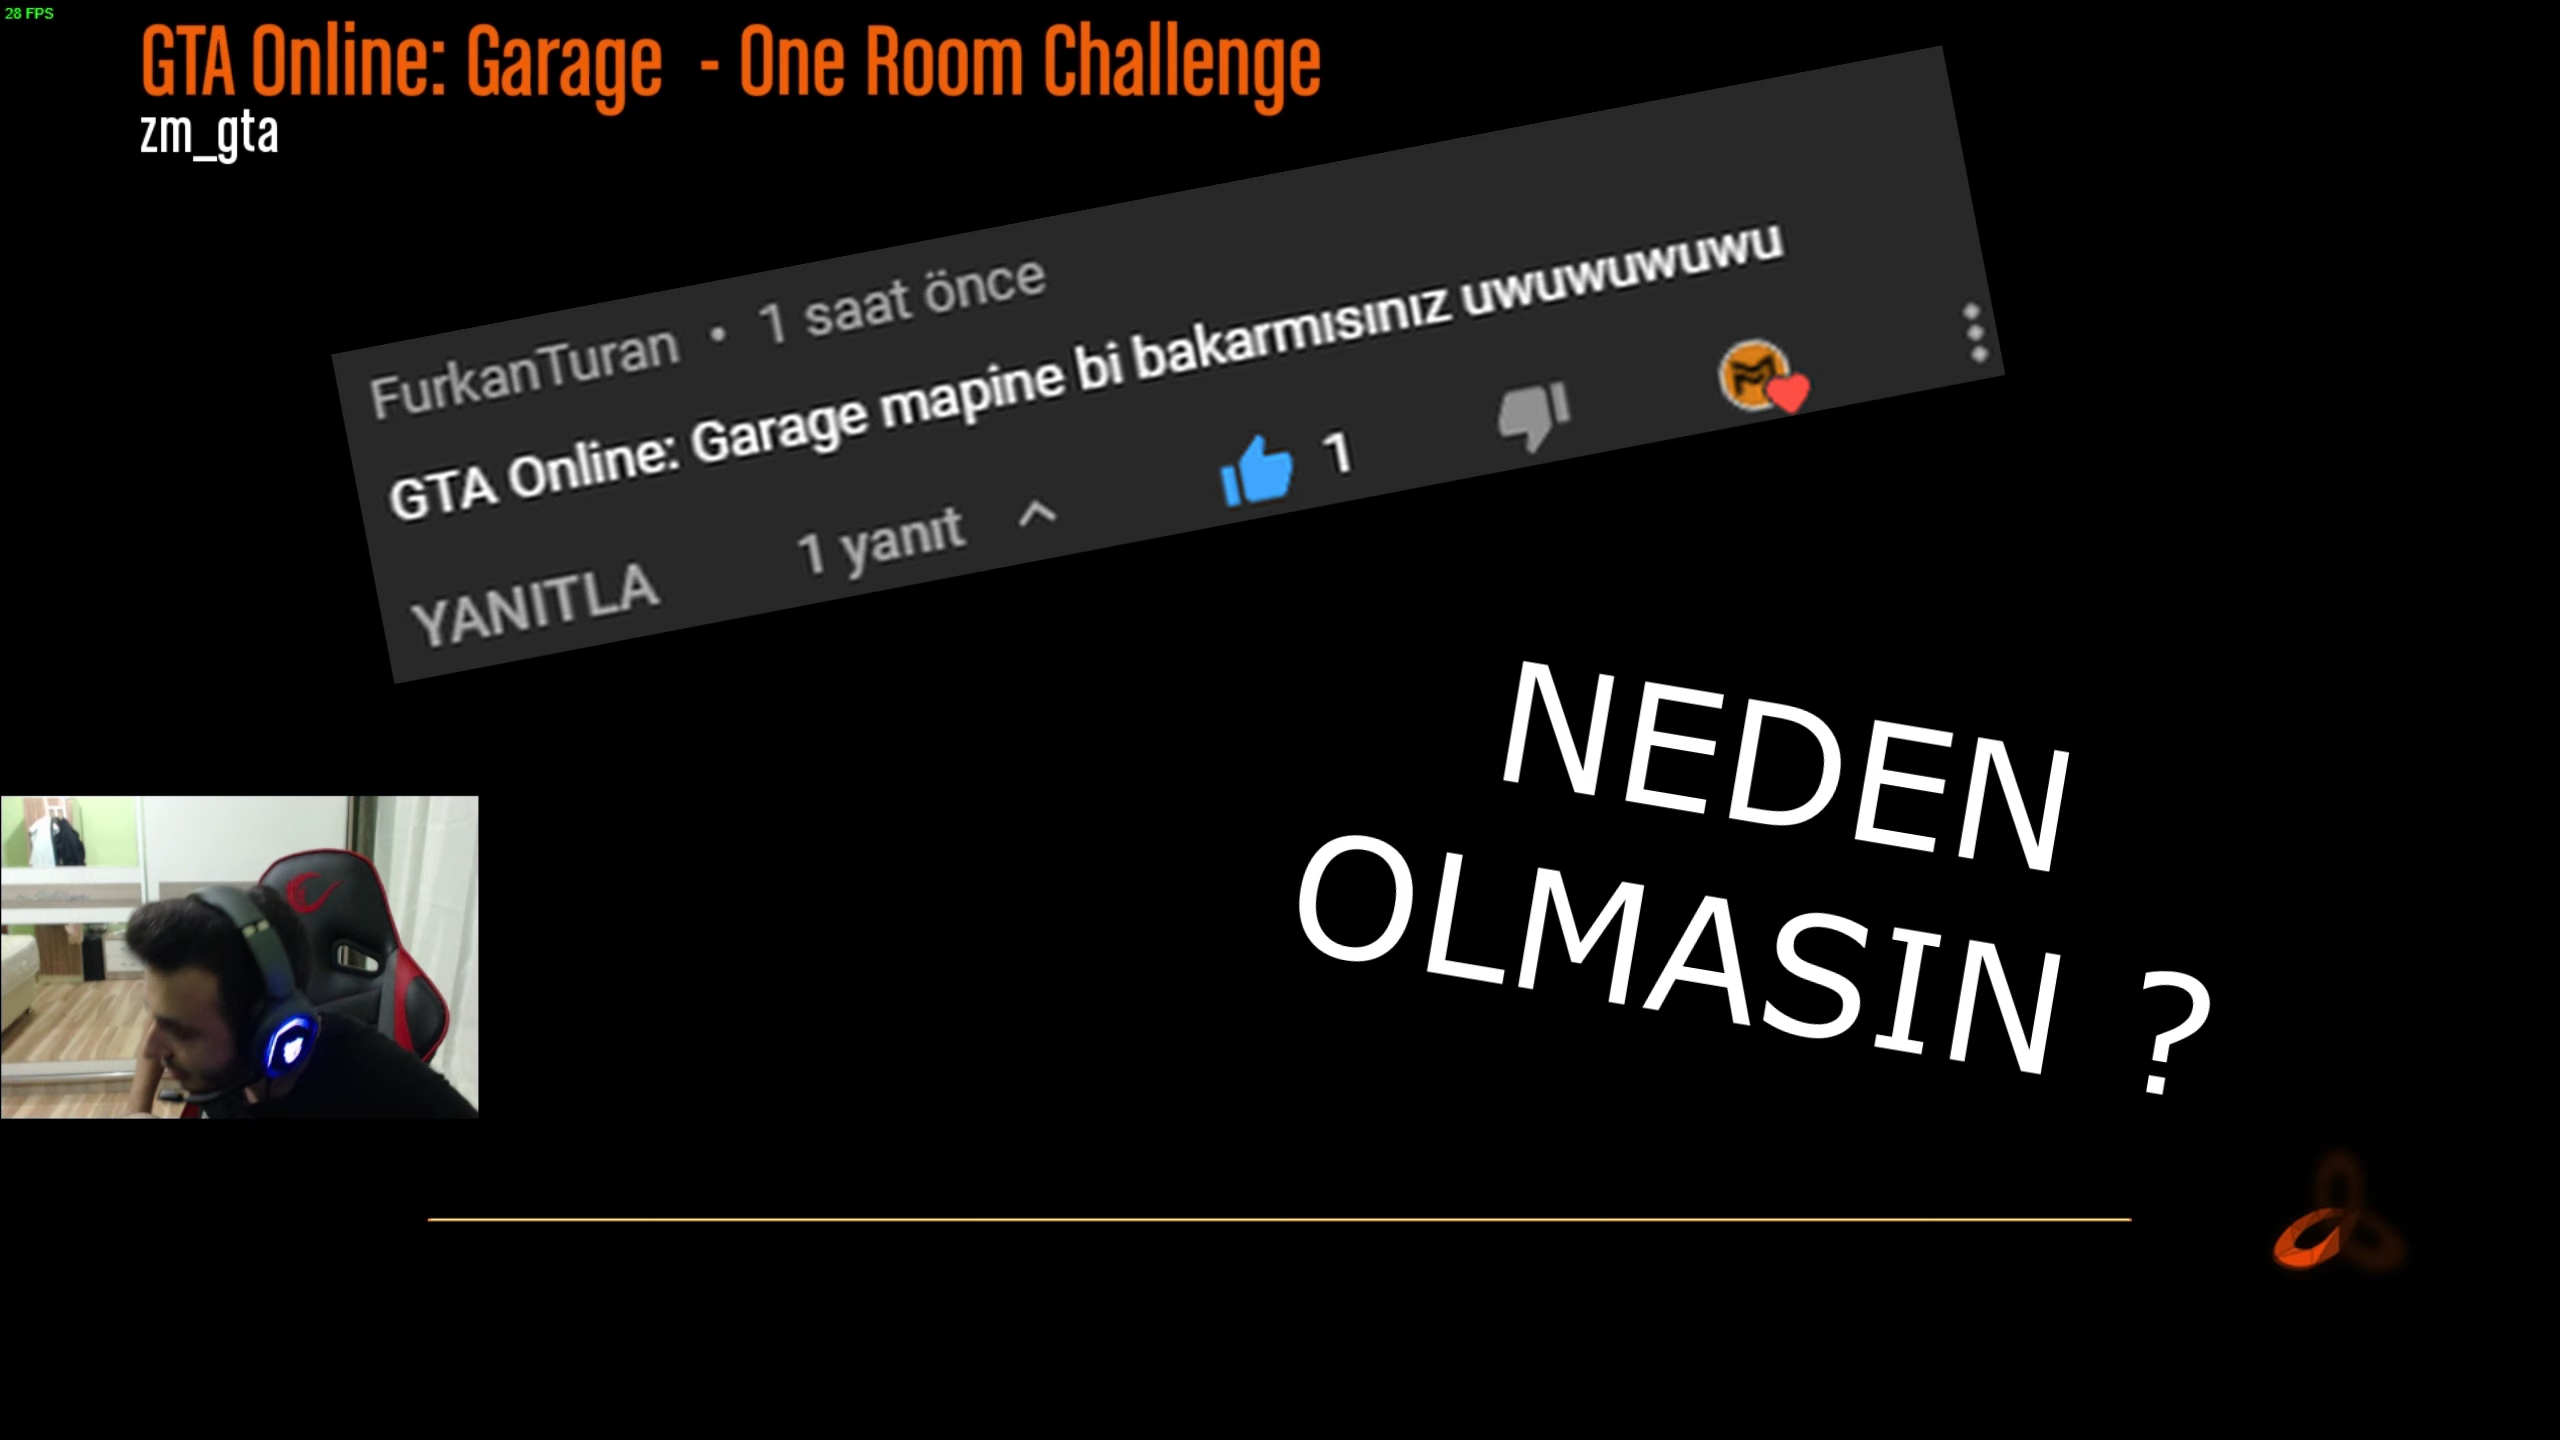 28 FPS
GTA Online: Garage - One Room Challenge
zm_gta
FurkanTuran • 1 saat önce
GTA Online: Garage mapine bi bakarmısınız uwuwuwuwu
YANITLA 1 yanıt 1
NEDEN
OLMASIN ?